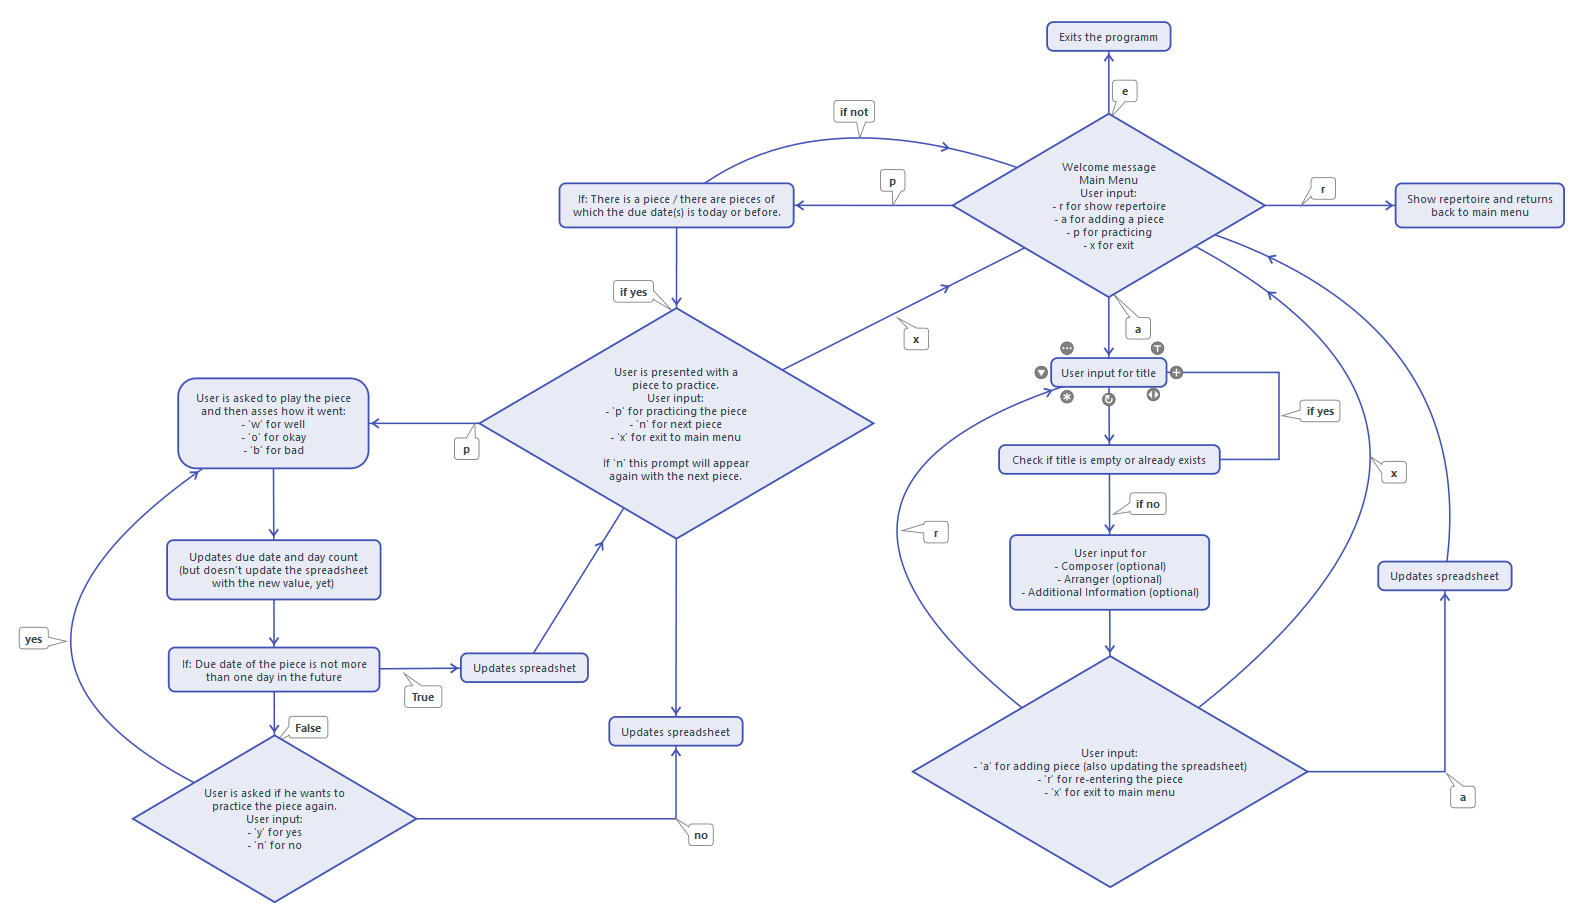 Exits the programm
e
if not
Welcome message
Main Menu
User input:
- r for show repertoire
- a for adding a piece
- p for practicing
- x for exit
p
r
If: There is a piece / there are pieces of
which the due date(s) is today or before.
Show repertoire and returns
back to main menu
if yes
x
a
User is presented with a
piece to practice.
User input:
- 'p' for practicing the piece
- 'n' for next piece
- 'x' for exit to main menu
If 'n' this prompt will appear
again with the next piece.
User input for title
if yes
User is asked to play the piece
and then asses how it went:
- 'w' for well
- 'o' for okay
- 'b' for bad
p
Check if title is empty or already exists
x
if no
r
User input for
- Composer (optional)
- Arranger (optional)
- Additional Information (optional)
Updates due date and day count
(but doesn't update the spreadsheet
with the new value, yet)
Updates spreadsheet
yes
If: Due date of the piece is not more
than one day in the future
True
Updates spreadshet
False
Updates spreadsheet
User is asked if he wants to
practice the piece again.
User input:
- 'y' for yes
- 'n' for no
no
User input:
- 'a' for adding piece (also updating the spreadsheet)
- 'r' for re-entering the piece
- 'x' for exit to main menu
a